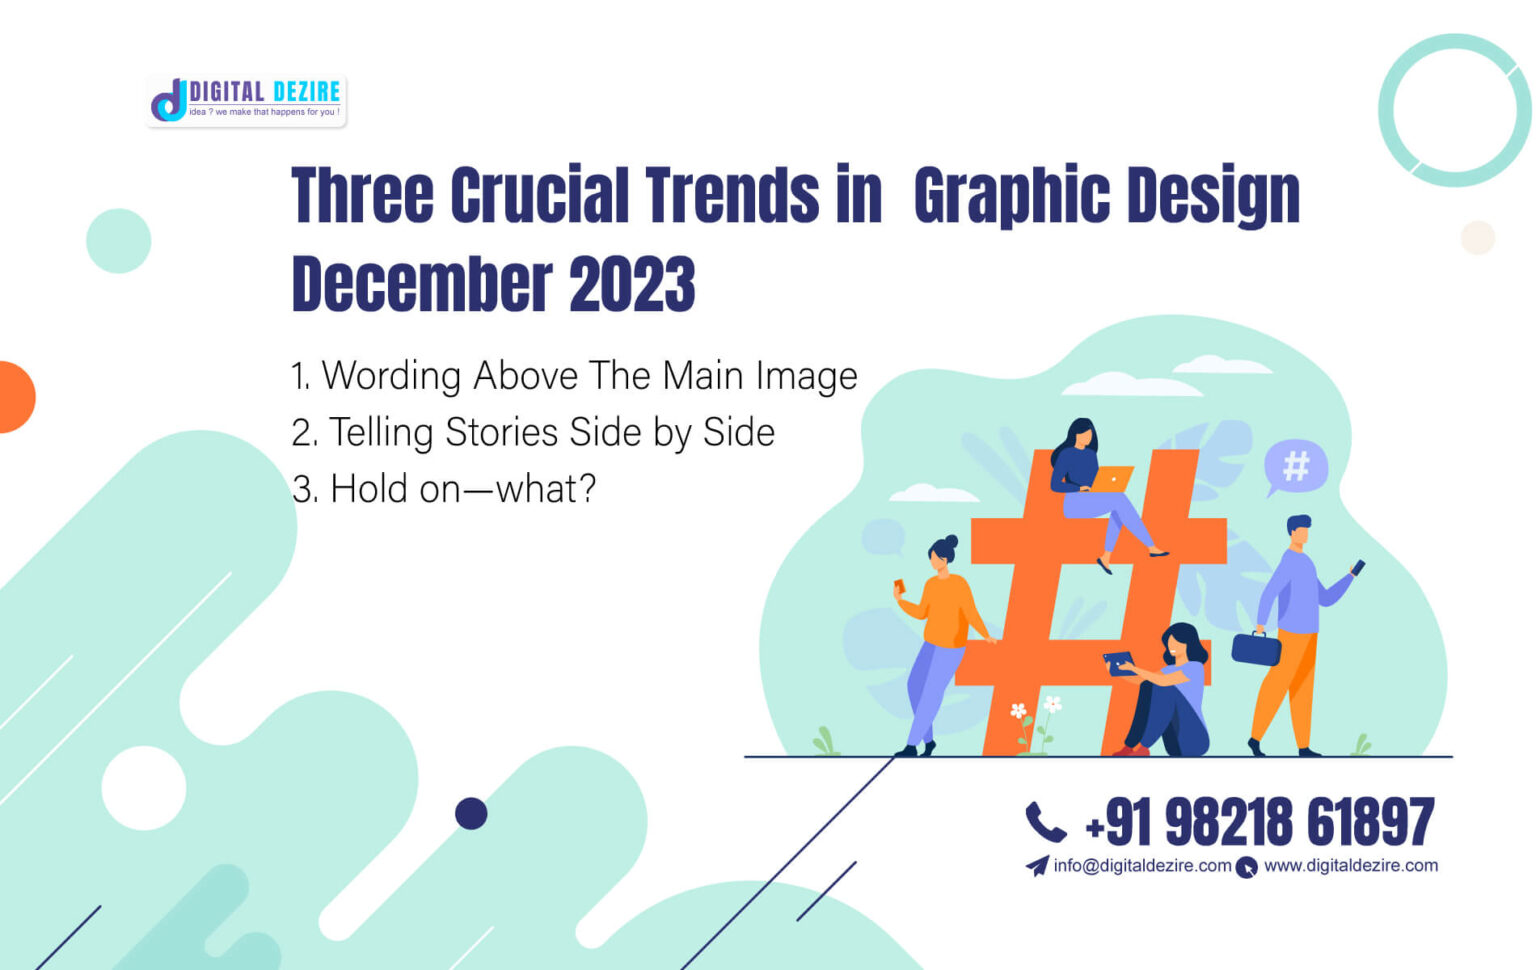 DIGITAL DEZIRE
idea ? we make that happens for you !
Three Crucial Trends in Graphic Design
December 2023
1. Wording Above The Main Image
2. Telling Stories Side by Side
3. Hold on—what?
#
#
+91 98218 61897
info@digitaldezire.com www.digitaldezire.com